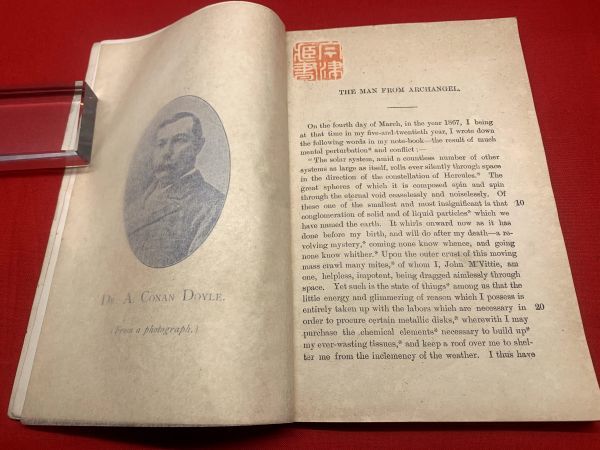 DR. A. CONAN DOYLE.
(From a photograph.)
THE MAN FROM ARCHANGEL.
On the fourth day of March, in the year 1867, I being
at that time in my five-and-twentieth year, I wrote down
the following words in my note-book—the result of much
mental perturbation* and conflict:—
"The solar system, amid a countless number of other
systems as large as itself, rolls ever silently through space
in the direction of the constellation of Hercules.* The
great spheres of which it is composed spin and spin
through the eternal void ceaselessly and noiselessly. Of
these one of the smallest and most insignificant is that 10
conglomeration of solid and of liquid particles* which we
have named the earth. It whirls onward now as it has
done before my birth, and will do after my death—a re-
volving mystery,* coming none know whence, and going
none know whither.* Upon the outer crust of this moving
mass crawl many mites,* of whom I, John M'Vittie, am
one, helpless, impotent, being dragged aimlessly through
space. Yet such is the state of things* among us that the
little energy and glimmering of reason which I possess is
entirely taken up with the labors which are necessary in 20
order to procure certain metallic disks,* wherewith I may
purchase the chemical elements* necessary to build up*
my ever-wasting tissues,* and keep a roof over me to shel-
ter me from the inclemency of the weather. I thus have